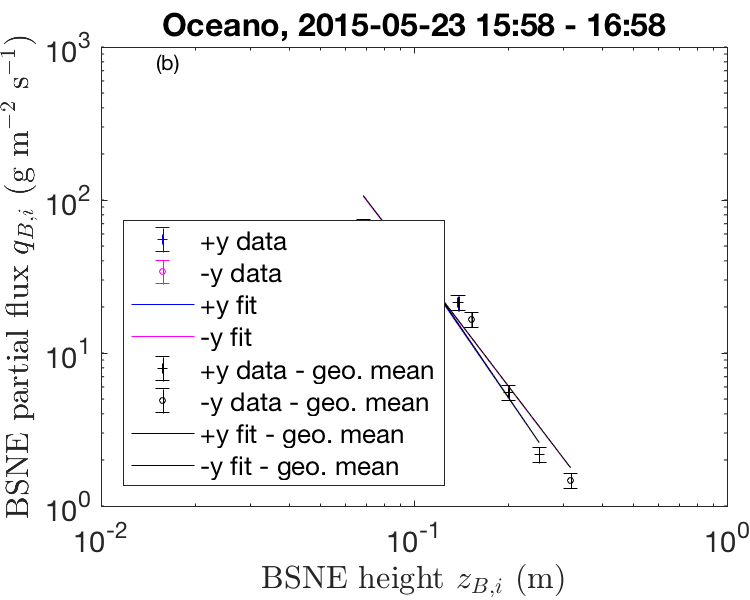 Oceano, 2015-05-23 15:58 - 16:58
(b)
BSNE partial flux q_{B,i} (g m^{-2} s^{-1})
10^3
10^2
10^1
10^0
+y data
-y data
+y fit
-y fit
+y data - geo. mean
-y data - geo. mean
+y fit - geo. mean
-y fit - geo. mean
10^{-2} 10^{-1} 10^0
BSNE height z_{B,i} (m)